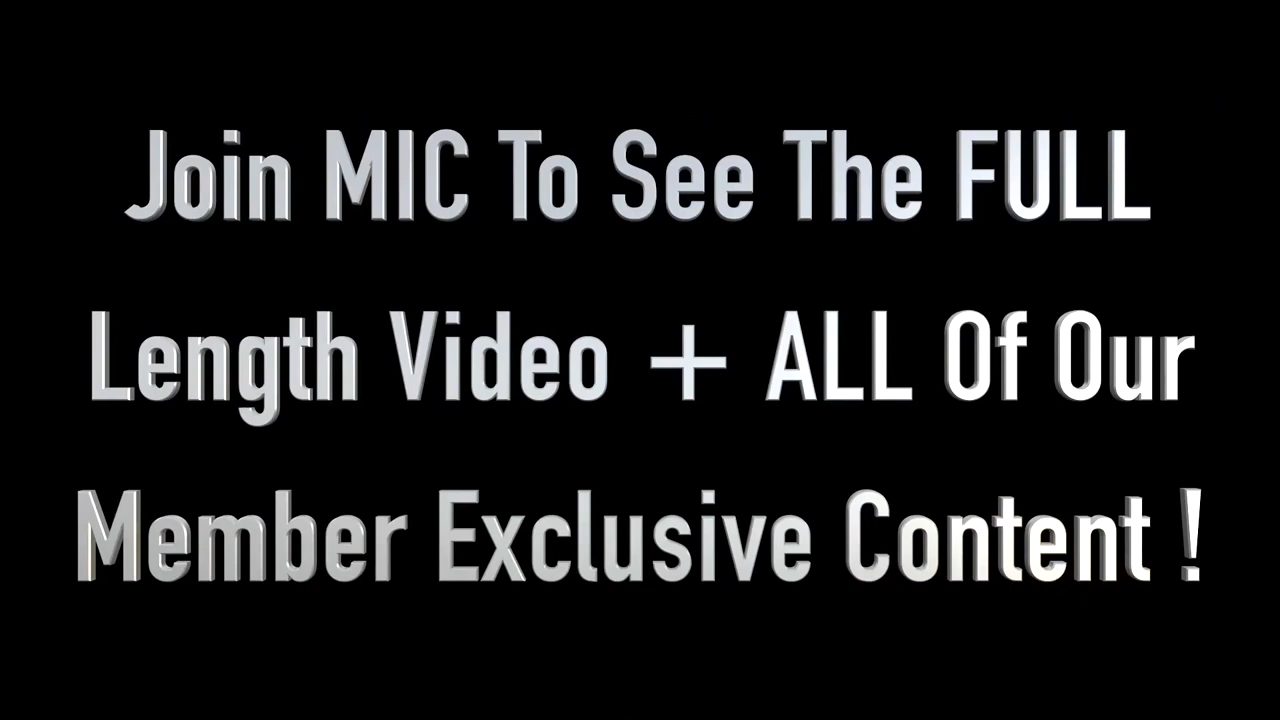 Join MIC To See The FULL
Length Video + ALL Of Our
Member Exclusive Content !